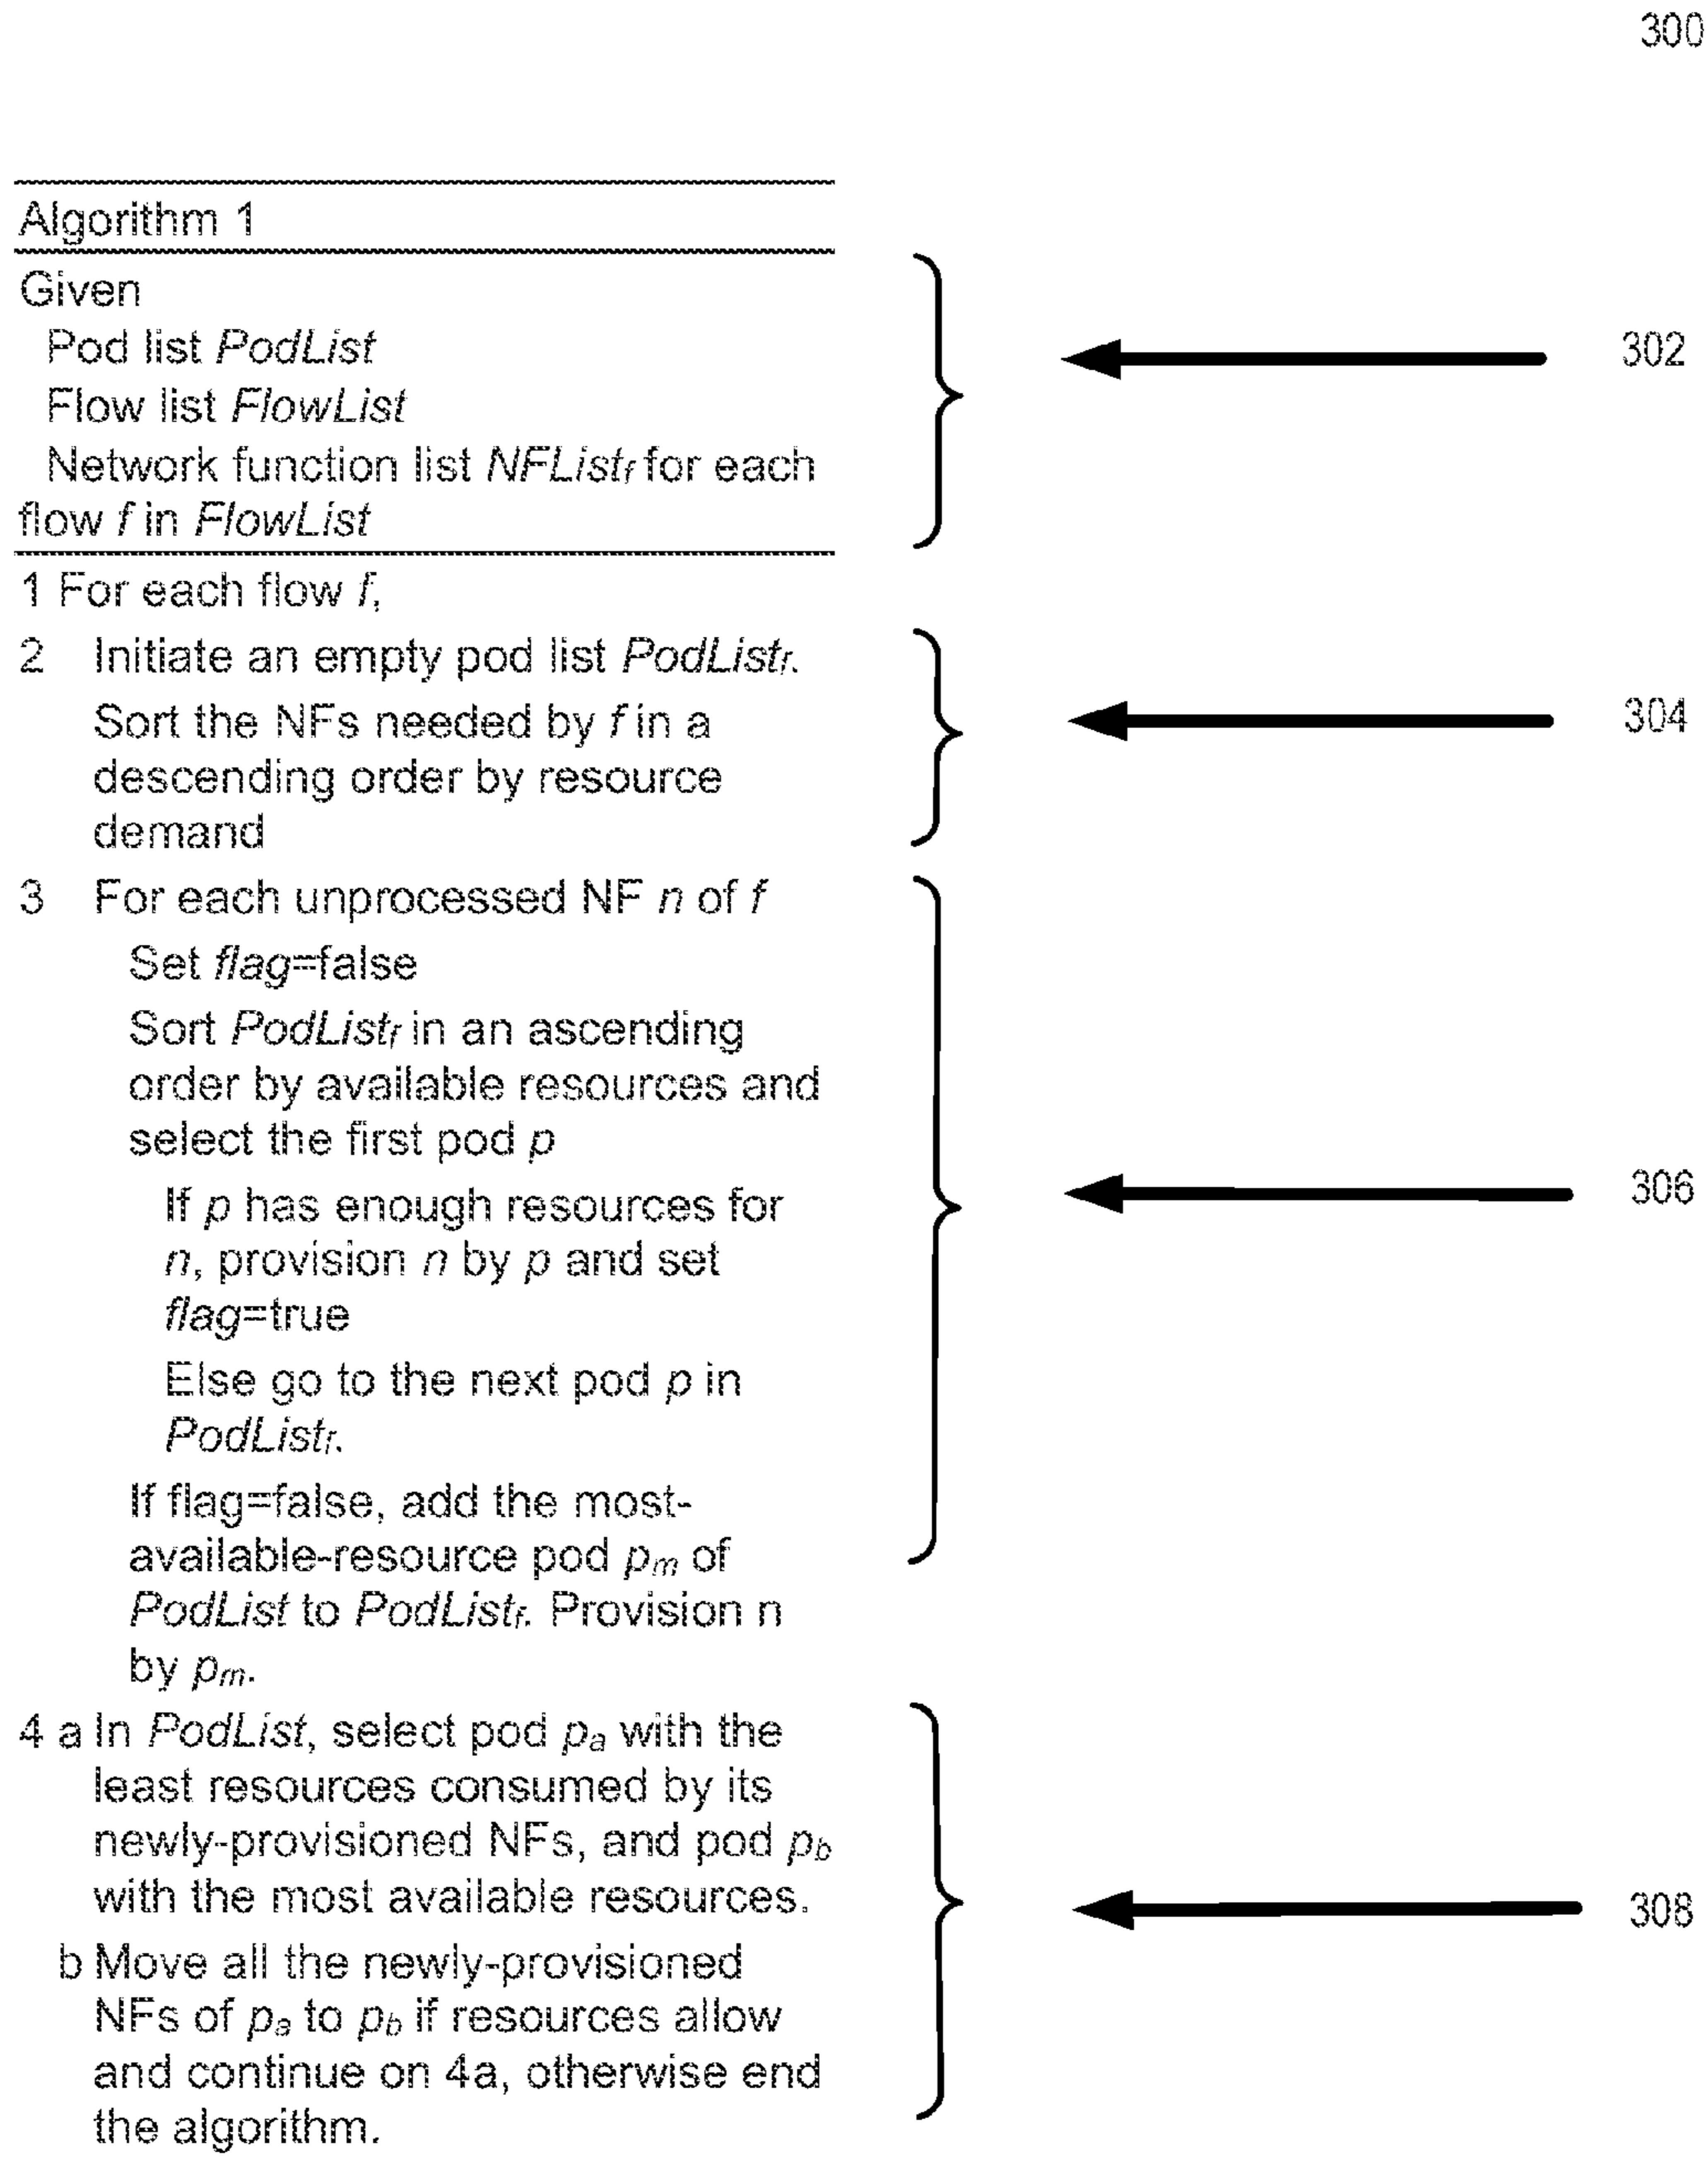 300
Algorithm 1
Given
Pod list PodList
302
Flow list FlowList
Network function list NFListf for each
flow f in FlowList
1 For each flow f,
2 Initiate an empty pod list PodListf.
Sort the NFs needed by f in a
304
descending order by resource
demand
3 For each unprocessed NF n of f
Set flag=false
Sort PodListf in an ascending
order by available resources and
select the first pod p
If p has enough resources for
306
n, provision n by p and set
flag=true
Else go to the next pod p in
PodListf.
If flag=false, add the most-
available-resource pod pm of
PodList to PodListf. Provision n
by pm.
4 a In PodList, select pod pa with the
least resources consumed by its
newly-provisioned NFs, and pod pb
with the most available resources.
308
b Move all the newly-provisioned
NFs of pa to pb if resources allow
and continue on 4a, otherwise end
the algorithm.